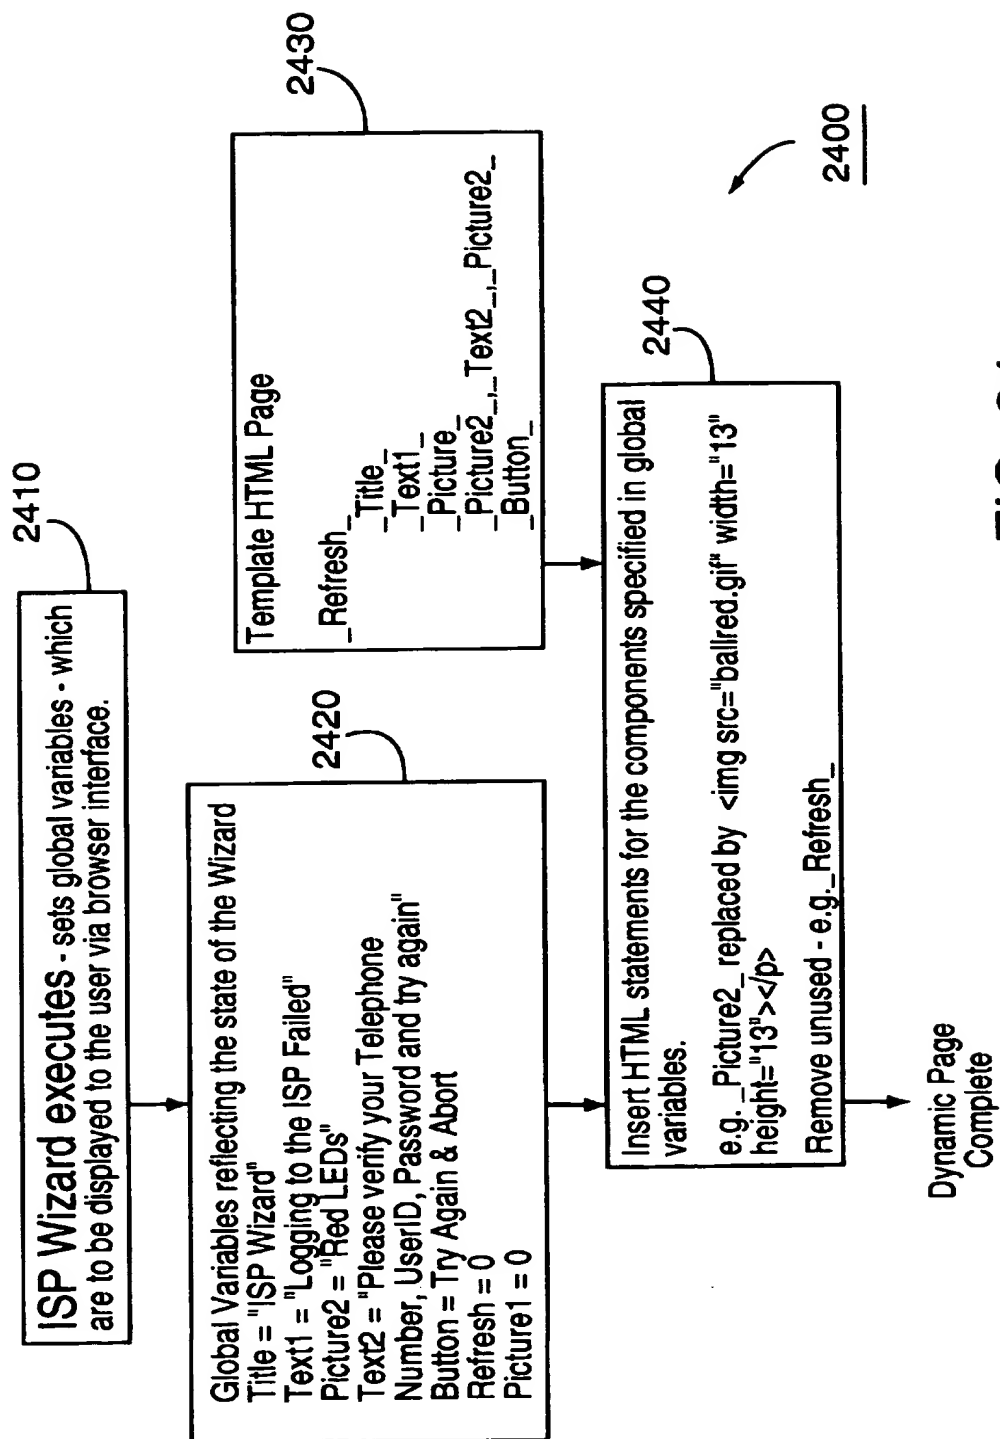 2410
ISP Wizard executes - sets global variables - which
are to be displayed to the user via browser interface.
2420
Global Variables reflecting the state of the Wizard
Title = "ISP Wizard"
Text1 = "Logging to the ISP Failed"
Picture2 = "Red LEDs"
Text2 = "Please verify your Telephone
Number, UserID, Password and try again"
Button = Try Again & Abort
Refresh = 0
Picture1 = 0
2430
Template HTML Page
_Refresh_
_Title_
_Text1_
_Picture_
_Picture2_,_Text2_,_Picture2_
_Button_
2440
Insert HTML statements for the components specified in global
variables.
e.g. _Picture2_ replaced by <img src="ballred.gif" width="13"
height="13"></p>
Remove unused - e.g._Refresh_
Dynamic Page
Complete
2400